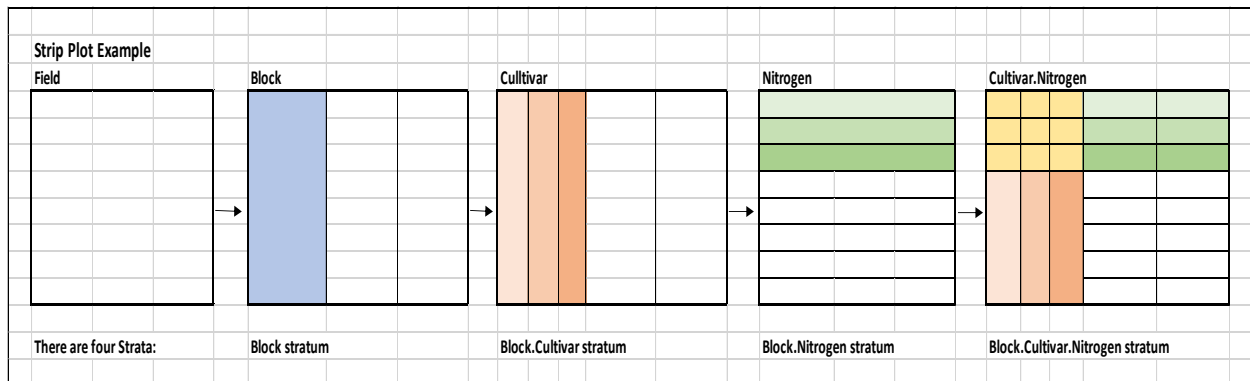 Strip Plot Example
Field Block Culltivar Nitrogen Cultivar.Nitrogen
There are four Strata: Block stratum Block.Cultivar stratum Block.Nitrogen stratum Block.Cultivar.Nitrogen stratum